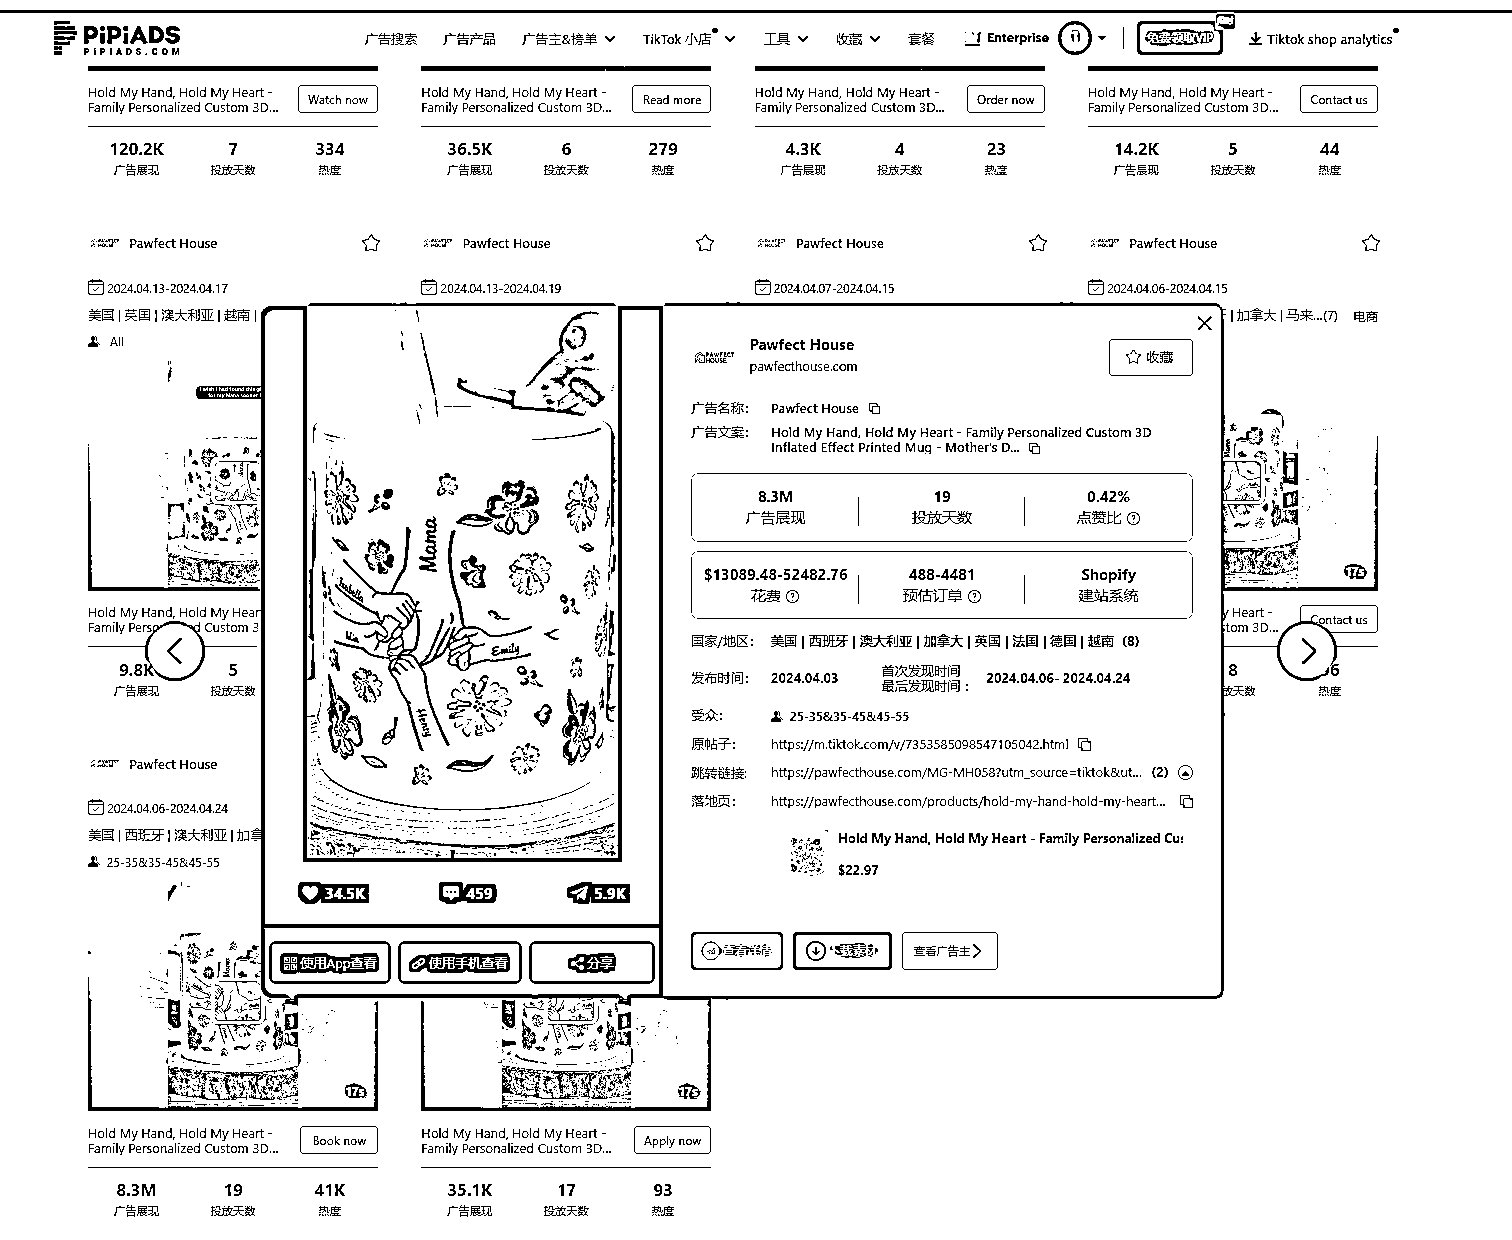 PiPiADS
PIPIADS.COM
广告搜索
广告产品
广告主&榜单
TikTok 小店
工具
收藏
套餐
Enterprise
Tiktok shop analytics
Hold My Hand, Hold My Heart -
Family Personalized Custom 3D...
Watch now
120.2K
7
334
广告展现
投放天数
热度
Hold My Hand, Hold My Heart -
Family Personalized Custom 3D...
Read more
36.5K
6
279
广告展现
投放天数
热度
Hold My Hand, Hold My Heart -
Family Personalized Custom 3D...
Order now
4.3K
4
23
广告展现
投放天数
热度
Hold My Hand, Hold My Heart -
Family Personalized Custom 3D...
Contact us
14.2K
5
44
广告展现
投放天数
热度
Pawfect House
2024.04.13-2024.04.17
美国 | 英国 | 澳大利亚 | 越南 |
All
Hold My Hand, Hold My Heart
Family Personalized Custom 3
9.8K
5
广告展现
投放天数
Pawfect House
2024.04.13-2024.04.19
Pawfect House
2024.04.07-2024.04.15
Pawfect House
2024.04.06-2024.04.15
| 加拿大 | 马来...(7)
电商
Heart -
stom 3D...
Contact us
8
热度
PAWFECT HOUSE
Pawfect House
pawfecthouse.com
收藏
广告名称:
Pawfect House
广告文案:
Hold My Hand, Hold My Heart - Family Personalized Custom 3D
Inflated Effect Printed Mug - Mother's D...
8.3M
19
0.42%
广告展现
投放天数
点赞比
$13089.48-52482.76
488-4481
Shopify
花费
预估订单
建站系统
国家/地区:
美国 | 西班牙 | 澳大利亚 | 加拿大 | 英国 | 法国 | 德国 | 越南 (8)
发布时间:
2024.04.03
首次发现时间
最后发现时间:
2024.04.06- 2024.04.24
受众:
25-35&35-45&45-55
原帖子:
https://m.tiktok.com/v/7353585098547105042.html
跳转链接:
https://pawfecthouse.com/MG-MH058?utm_source=tiktok&ut... (2)
落地页:
https://pawfecthouse.com/products/hold-my-hand-hold-my-heart...
Hold My Hand, Hold My Heart - Family Personalized Cu
$22.97
查看广告主
Mama
Isabella
Mia
Emily
Henry
34.5K
459
5.9K
使用App查看
使用手机查看
分享
Pawfect House
2024.04.06-2024.04.24
美国 | 西班牙 | 澳大利亚 | 加拿
25-35&35-45&45-55
Hold My Hand, Hold My Heart -
Family Personalized Custom 3D...
Book now
8.3M
19
41K
广告展现
投放天数
热度
Hold My Hand, Hold My Heart -
Family Personalized Custom 3D...
Apply now
35.1K
17
93
广告展现
投放天数
热度